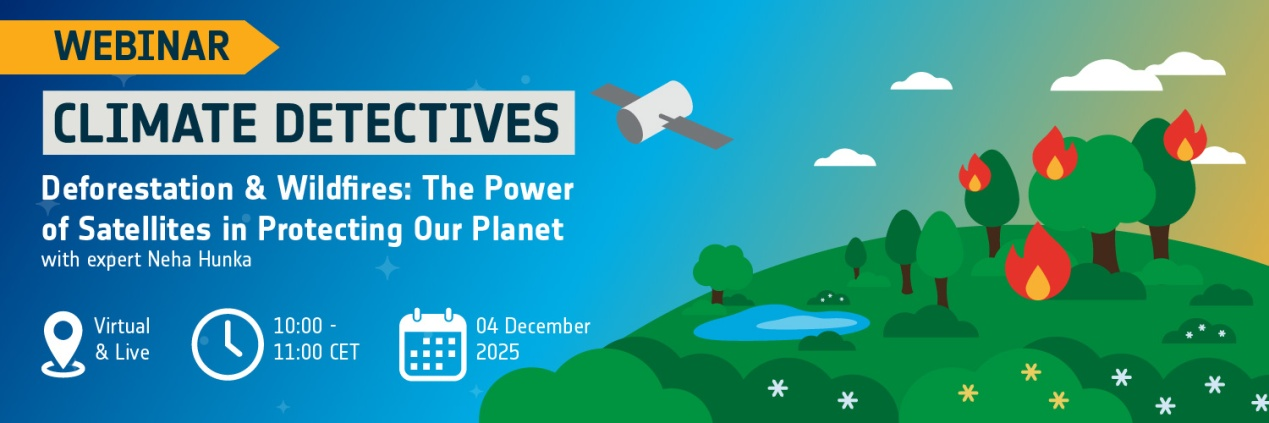 WEBINAR
CLIMATE DETECTIVES
Deforestation & Wildfires: The Power
of Satellites in Protecting Our Planet
with expert Neha Hunka
Virtual
& Live
10:00 -
11:00 CET
04 December
2025